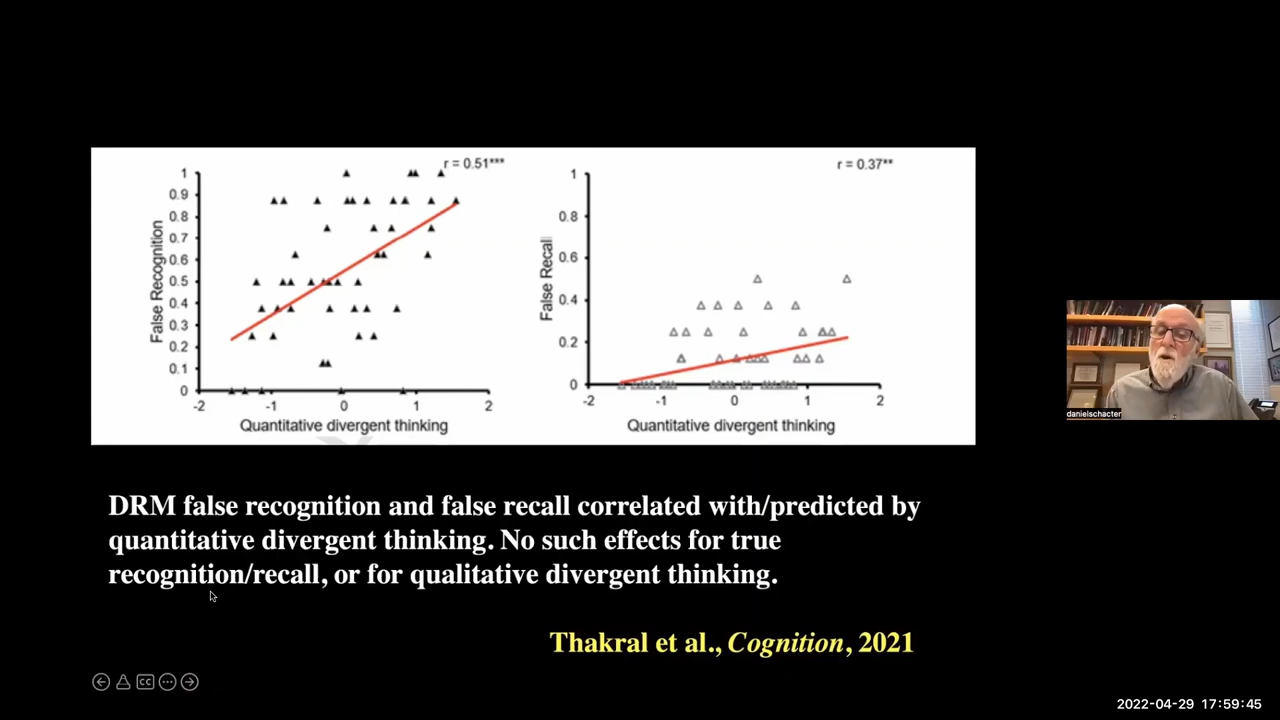 r = 0.51***
1
0.9
0.8
0.7
0.6
0.5
0.4
0.3
0.2
0.1
0
False Recognition
-2
-1
0
1
2
Quantitative divergent thinking
r = 0.37**
1
0.8
0.6
0.4
0.2
0
False Recall
-2
-1
0
1
2
Quantitative divergent thinking
danielschacter
DRM false recognition and false recall correlated with/predicted by
quantitative divergent thinking. No such effects for true
recognition/recall, or for qualitative divergent thinking.
Thakral et al., Cognition, 2021
CC
2022-04-29 17:59:45